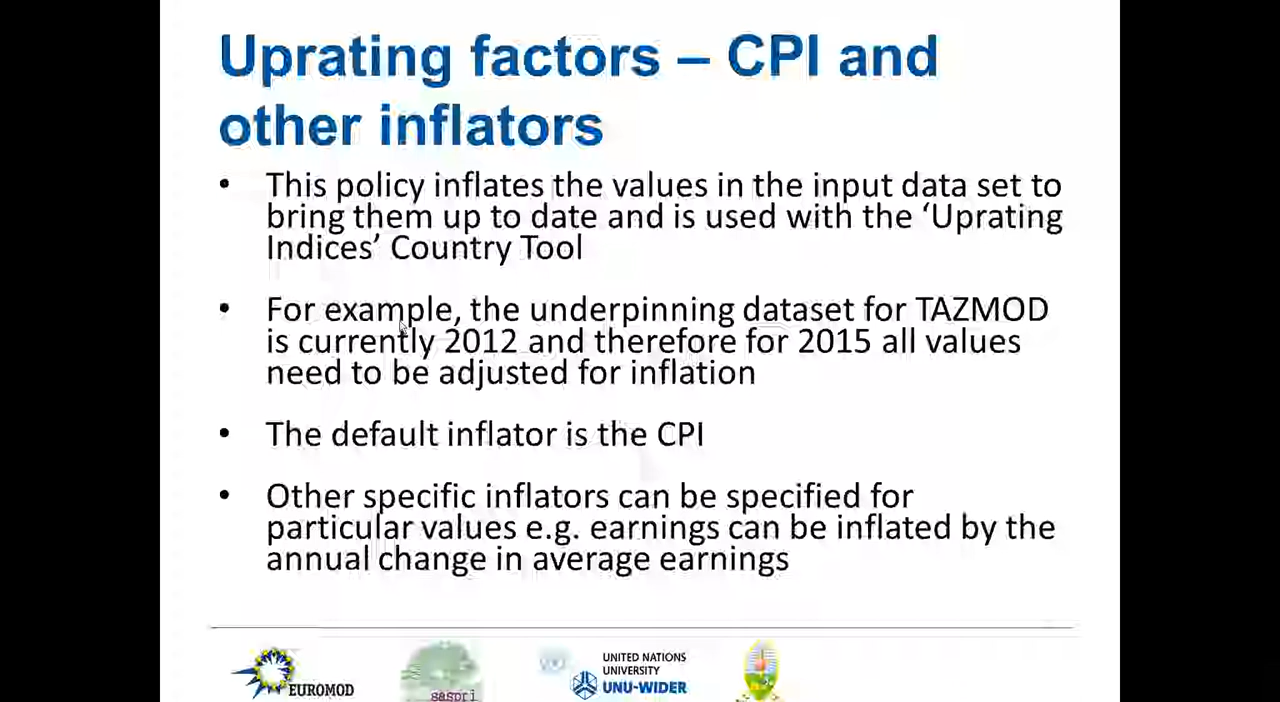 Uprating factors – CPI and
other inflators
• This policy inflates the values in the input data set to
bring them up to date and is used with the ‘Uprating
Indices’ Country Tool
• For example, the underpinning dataset for TAZMOD
is currently 2012 and therefore for 2015 all values
need to be adjusted for inflation
• The default inflator is the CPI
• Other specific inflators can be specified for
particular values e.g. earnings can be inflated by the
annual change in average earnings
EUROMOD
saspri
UNITED NATIONS
UNIVERSITY
UNU-WIDER